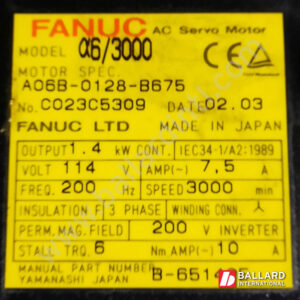 FANUC AC Servo Motor
MODEL α6/3000
MOTOR SPEC.
A06B-0128-B675
No. C023C5309 DATE 02.03
FANUC LTD MADE IN JAPAN
OUTPUT 1.4 kW CONT. IEC34-1/A2:1989
VOLT 114 V AMP(~) 7.5 A
FREQ. 200 Hz SPEED 3000 min
INSULATION F 3 PHASE WINDING CONN.
PERM. MAG. FIELD 200 V INVERTER
STALL TRQ. 6 Nm AMP(~) 10 A
MANUAL PART NUMBER
YAMANASHI JAPAN B-6514
BALLARD
INTERNATIONAL